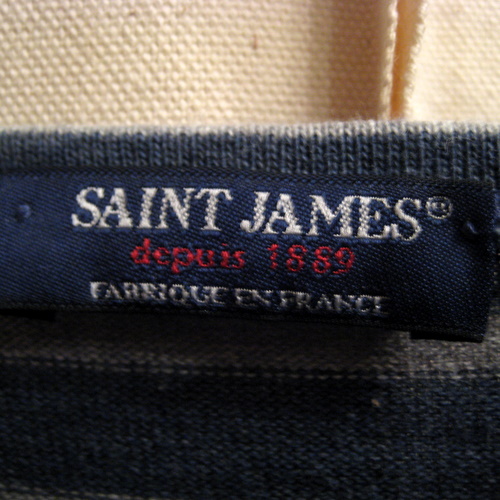 SAINT JAMES®
depuis 1889
FABRIQUE EN FRANCE